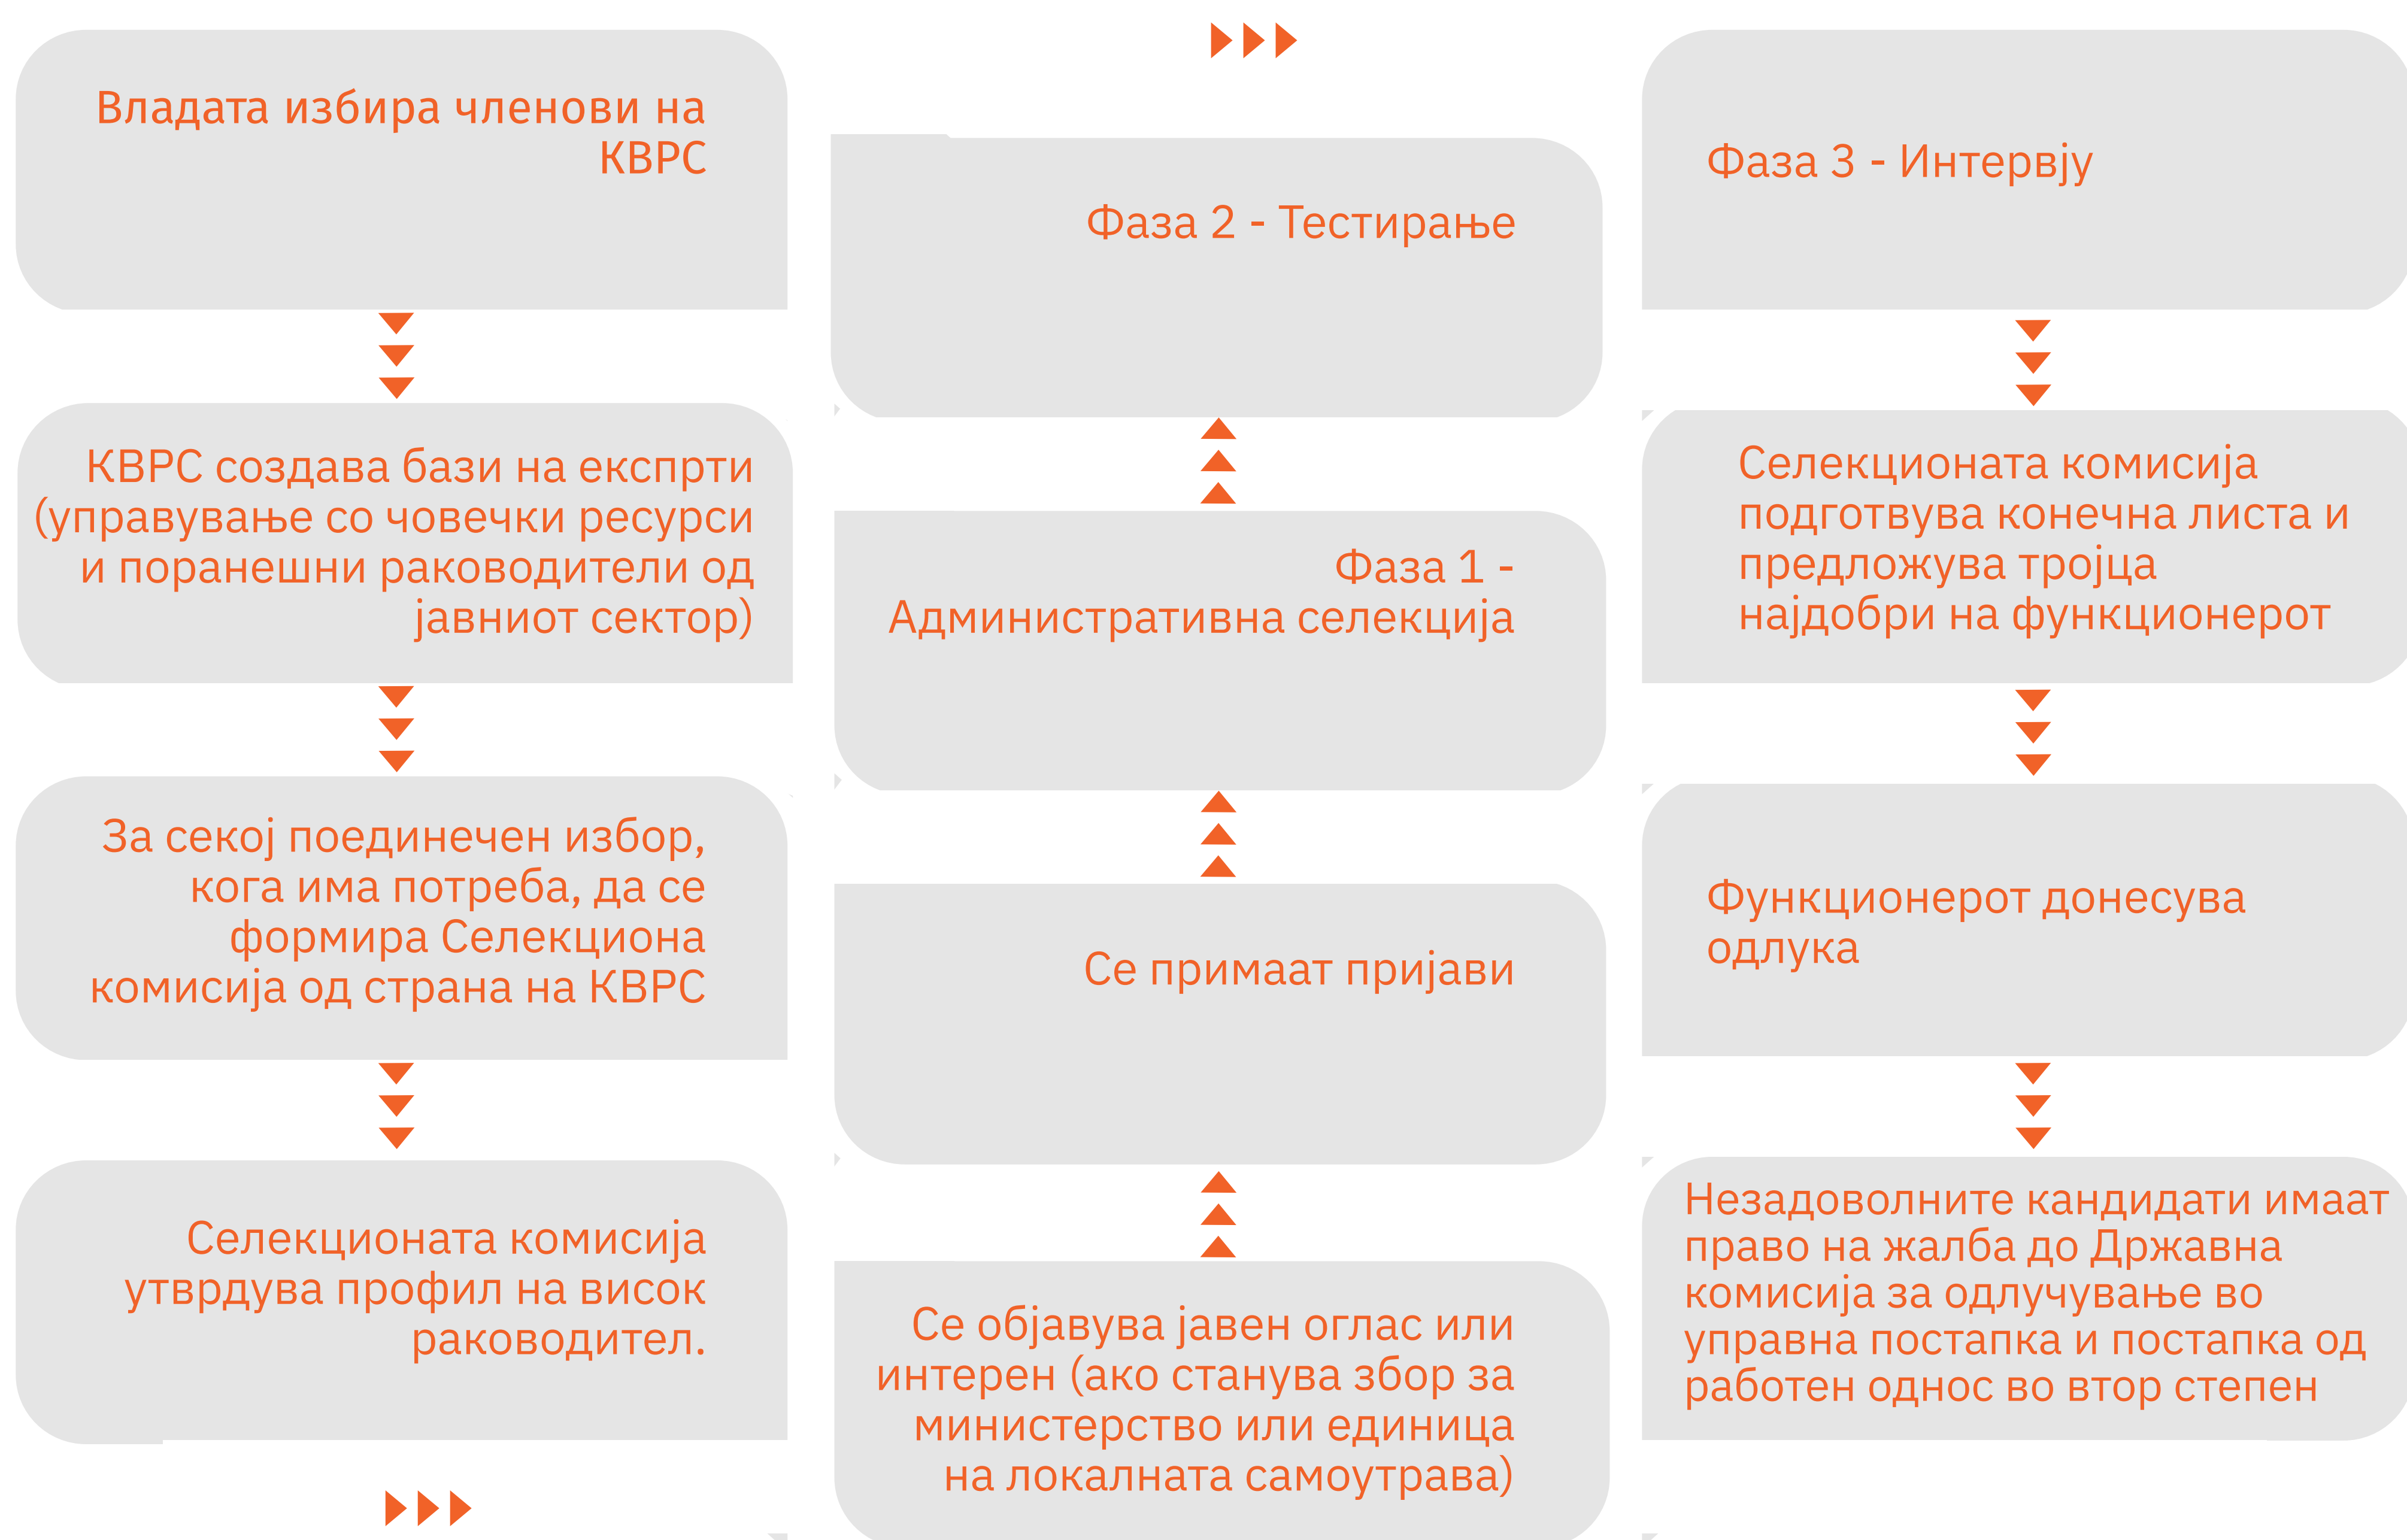 Владата избира членови на
КВРС
КВРС создава бази на експрти
(управување со човечки ресурси
и поранешни раководители од
јавниот сектор)
За секој поединечен избор,
кога има потреба, да се
формира Селекциона
комисија од страна на КВРС
Селекционата комисија
утврдува профил на висок
раководител.
Се објавува јавен оглас или
интерен (ако станува збор за
министерство или единица
на локалната самоутрава)
Се примаат пријави
Фаза 1 -
Административна селекција
Фаза 2 - Тестирање
Фаза 3 - Интервју
Селекционата комисија
подготвува конечна листа и
предложува тројца
најдобри на функционерот
Функционерот донесува
одлука
Незадоволните кандидати имаат
право на жалба до Државна
комисија за одлучување во
управна постапка и постапка од
работен однос во втор степен